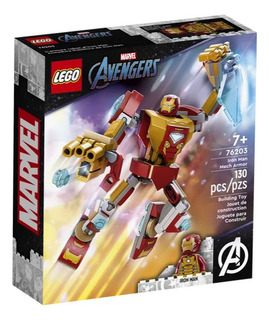 LEGO
MARVEL
AVENGERS
MARVEL
7+
76203
Iron Man
Mech Armor
130
pcs/pzs
Building Toy
Jouet de
construction
Juguete para
Construir
IRON MAN